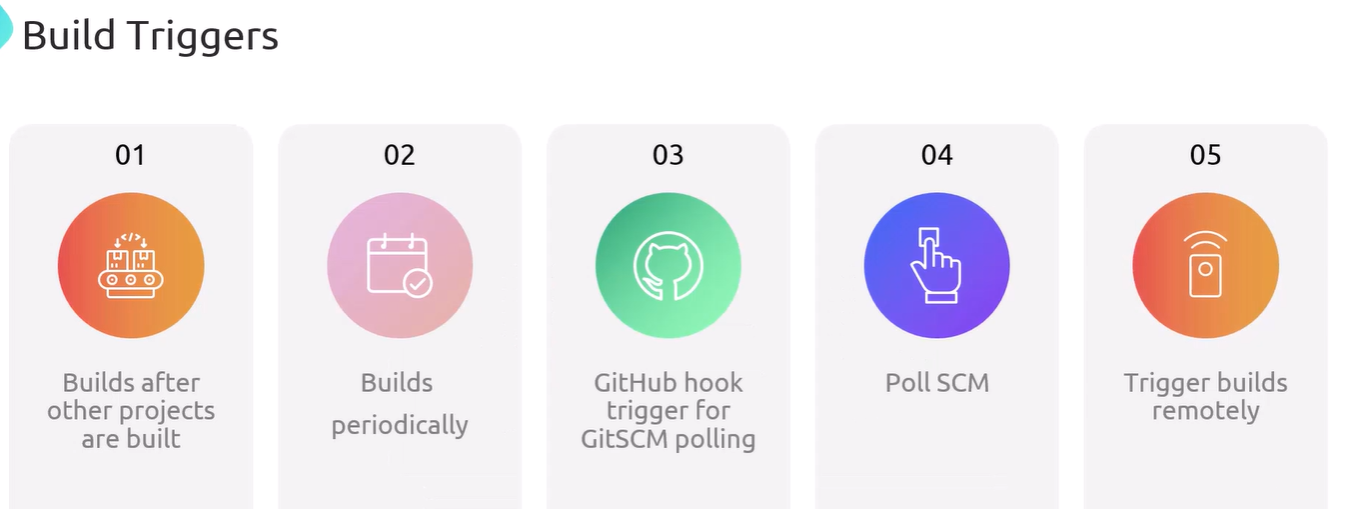 Build Triggers
01
Builds after
other projects
are built
02
Builds
periodically
03
GitHub hook
trigger for
GitSCM polling
04
Poll SCM
05
Trigger builds
remotely